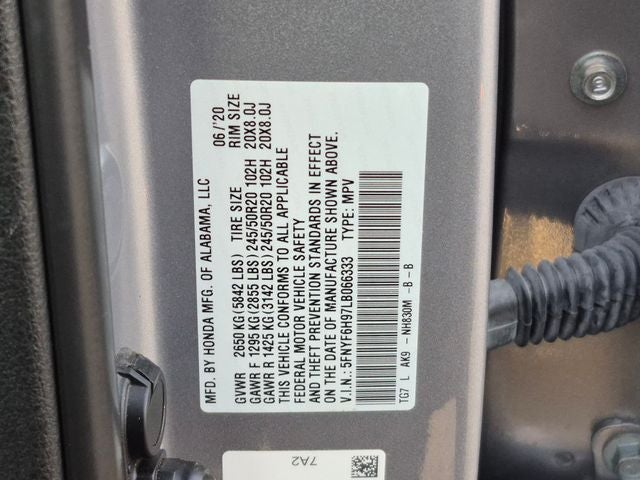 MFD. BY HONDA MFG. OF ALABAMA, LLC 06/'20
GVWR 2650 KG(5842 LBS) TIRE SIZE RIM SIZE
GAWR F 1295 KG(2855 LBS)245/50R20 102H 20X8.0J
GAWR R 1425 KG(3142 LBS)245/50R20 102H 20X8.0J
THIS VEHICLE CONFORMS TO ALL APPLICABLE
FEDERAL MOTOR VEHICLE SAFETY
AND THEFT PREVENTION STANDARDS IN EFFECT
ON THE DATE OF MANUFACTURE SHOWN ABOVE.
V.I.N.: 5FNYF6H97LB066333 TYPE: MPV
TG7 L AK9 -NH830M -B-B
7A2